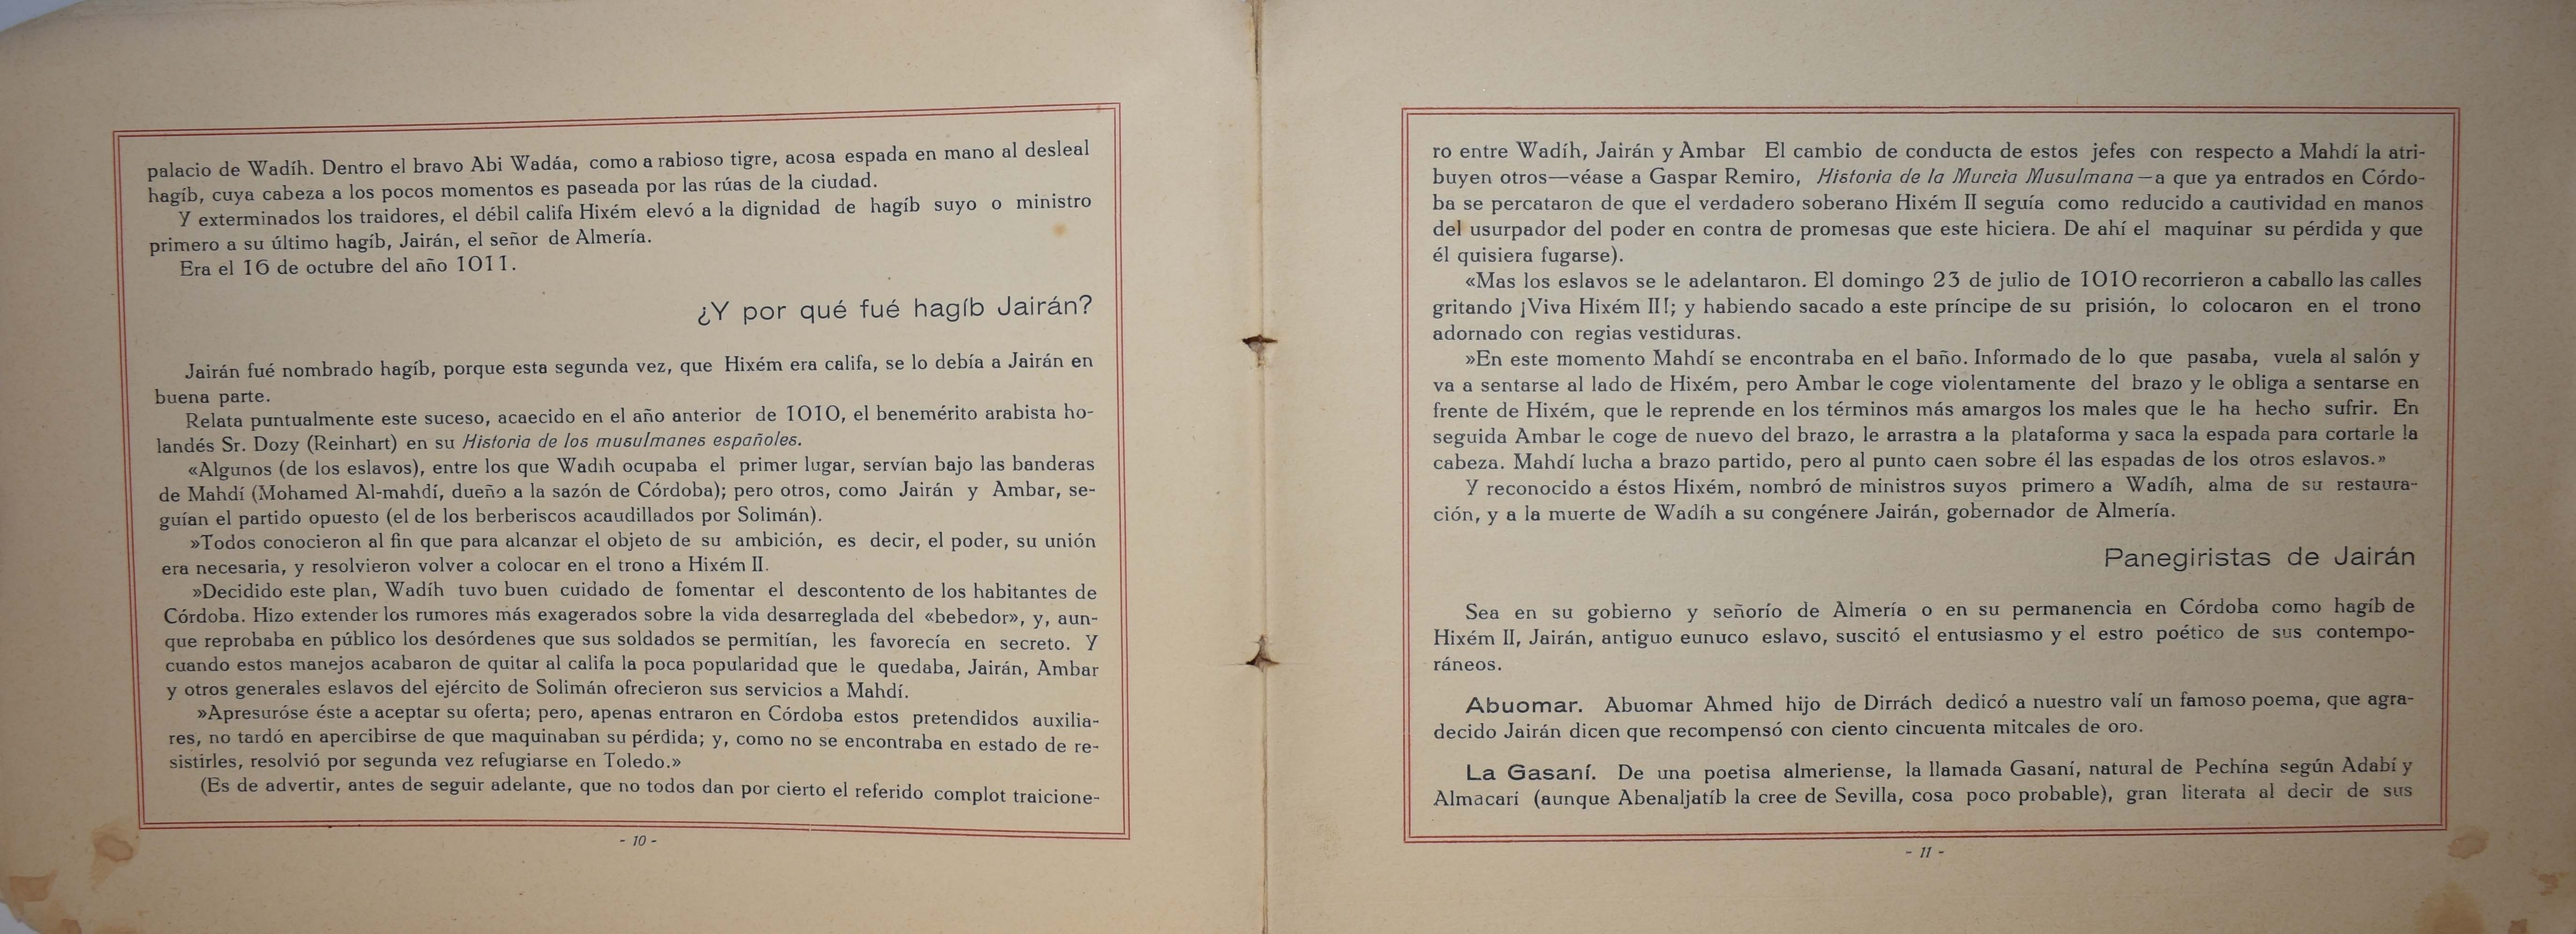 palacio de Wadíh. Dentro el bravo Abi Wadáa, como a rabioso tigre, acosa espada en mano al desleal
hagíb, cuya cabeza a los pocos momentos es paseada por las rúas de la ciudad.
Y exterminados los traidores, el débil califa Hixém elevó a la dignidad de hagíb suyo o ministro
primero a su último hagíb, Jairán, el señor de Almería.
Era el 16 de octubre del año 1011.
¿Y por qué fué hagíb Jairán?
Jairán fué nombrado hagíb, porque esta segunda vez, que Hixém era califa, se lo debía a Jairán en
buena parte.
Relata puntualmente este suceso, acaecido en el año anterior de 1010, el benemérito arabista ho-
landés Sr. Dozy (Reinhart) en su Historia de los musulmanes españoles.
«Algunos (de los eslavos), entre los que Wadih ocupaba el primer lugar, servían bajo las banderas
de Mahdí (Mohamed Al-mahdí, dueño a la sazón de Córdoba); pero otros, como Jairán y Ambar, se-
guían el partido opuesto (el de los berberiscos acaudillados por Solimán).
»Todos conocieron al fin que para alcanzar el objeto de su ambición, es decir, el poder, su unión
era necesaria, y resolvieron volver a colocar en el trono a Hixém II.
»Decidido este plan, Wadíh tuvo buen cuidado de fomentar el descontento de los habitantes de
Córdoba. Hizo extender los rumores más exagerados sobre la vida desarreglada del «bebedor», y, aun-
que reprobaba en público los desórdenes que sus soldados se permitían, les favorecía en secreto. Y
cuando estos manejos acabaron de quitar al califa la poca popularidad que le quedaba, Jairán, Ambar
y otros generales eslavos del ejército de Solimán ofrecieron sus servicios a Mahdí.
»Apresuróse éste a aceptar su oferta; pero, apenas entraron en Córdoba estos pretendidos auxilia-
res, no tardó en apercibirse de que maquinaban su pérdida; y, como no se encontraba en estado de re-
sistirles, resolvió por segunda vez refugiarse en Toledo.»
(Es de advertir, antes de seguir adelante, que no todos dan por cierto el referido complot traicione-
- 10 -
ro entre Wadíh, Jairán y Ambar El cambio de conducta de estos jefes con respecto a Mahdí la atri-
buyen otros—véase a Gaspar Remiro, Historia de la Murcia Musulmana—a que ya entrados en Córdo-
ba se percataron de que el verdadero soberano Hixém II seguía como reducido a cautividad en manos
del usurpador del poder en contra de promesas que este hiciera. De ahí el maquinar su pérdida y que
él quisiera fugarse).
«Mas los eslavos se le adelantaron. El domingo 23 de julio de 1010 recorrieron a caballo las calles
gritando ¡Viva Hixém II!; y habiendo sacado a este príncipe de su prisión, lo colocaron en el trono
adornado con regias vestiduras.
»En este momento Mahdí se encontraba en el baño. Informado de lo que pasaba, vuela al salón y
va a sentarse al lado de Hixém, pero Ambar le coge violentamente del brazo y le obliga a sentarse en
frente de Hixém, que le reprende en los términos más amargos los males que le ha hecho sufrir. En
seguida Ambar le coge de nuevo del brazo, le arrastra a la plataforma y saca la espada para cortarle la
cabeza. Mahdí lucha a brazo partido, pero al punto caen sobre él las espadas de los otros eslavos.»
Y reconocido a éstos Hixém, nombró de ministros suyos primero a Wadíh, alma de su restaura-
ción, y a la muerte de Wadíh a su congénere Jairán, gobernador de Almería.
Panegiristas de Jairán
Sea en su gobierno y señorío de Almería o en su permanencia en Córdoba como hagíb de
Hixém II, Jairán, antiguo eunuco eslavo, suscitó el entusiasmo y el estro poético de sus contempo-
ráneos.
Abuomar. Abuomar Ahmed hijo de Dirrách dedicó a nuestro valí un famoso poema, que agra-
decido Jairán dicen que recompensó con ciento cincuenta mitcales de oro.
La Gasaní. De una poetisa almeriense, la llamada Gasaní, natural de Pechína según Adabí y
Almacarí (aunque Abenaljatíb la cree de Sevilla, cosa poco probable), gran literata al decir de sus
- 11 -